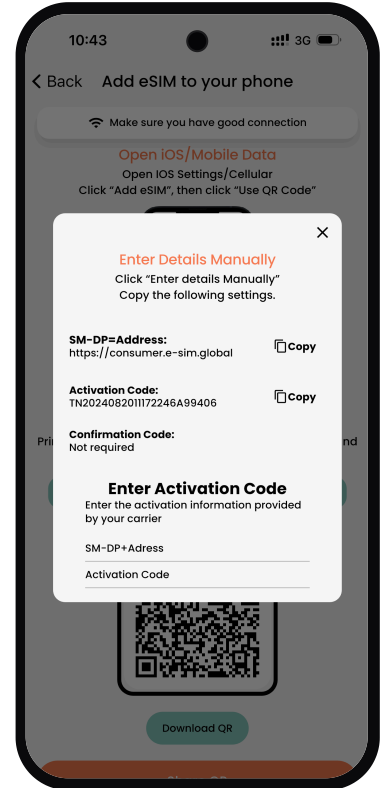 10:43
3G
Back Add eSIM to your phone
Make sure you have good connection
Open iOS/Mobile Data
Open IOS Settings/Cellular
Click “Add eSIM”, then click “Use QR Code”
Enter Details Manually
Click “Enter details Manually”
Copy the following settings.
SM-DP=Address:
https://consumer.e-sim.global
Copy
Activation Code:
TN2024082011172246A99406
Copy
Confirmation Code:
Not required
Enter Activation Code
Enter the activation information provided
by your carrier
SM-DP+Adress
Activation Code
Download QR